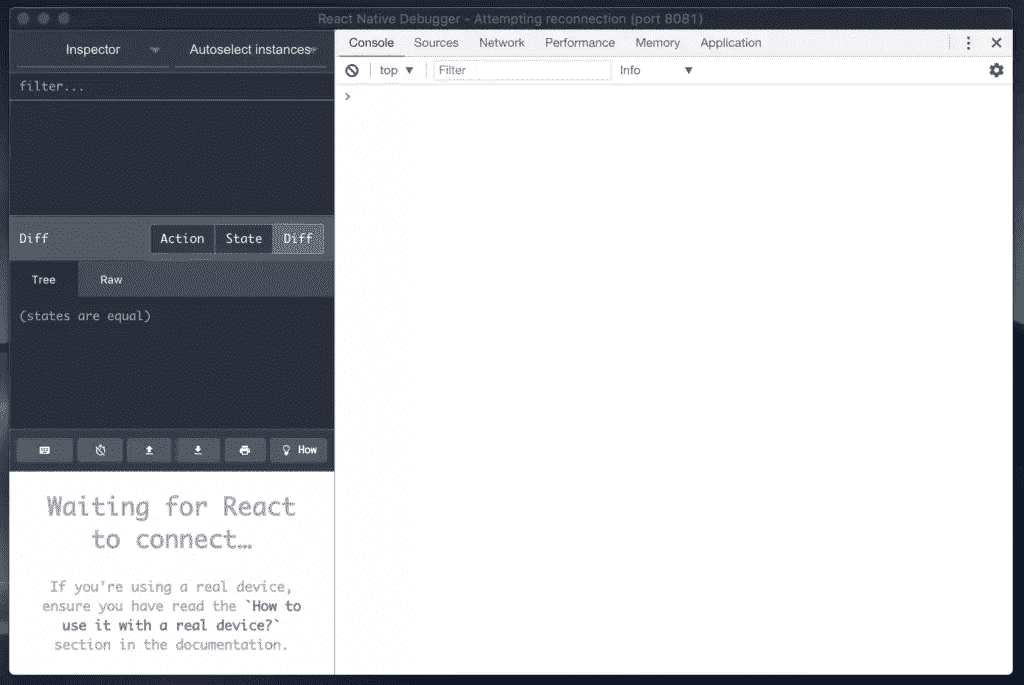 React Native Debugger - Attempting reconnection (port 8081)
Inspector
Autoselect instances
Console Sources Network Performance Memory Application
top Filter Info
filter...
>
Diff
Action State Diff
Tree Raw
(states are equal)
How
Waiting for React
to connect…
If you're using a real device,
ensure you have read the `How to
use it with a real device?`
section in the documentation.